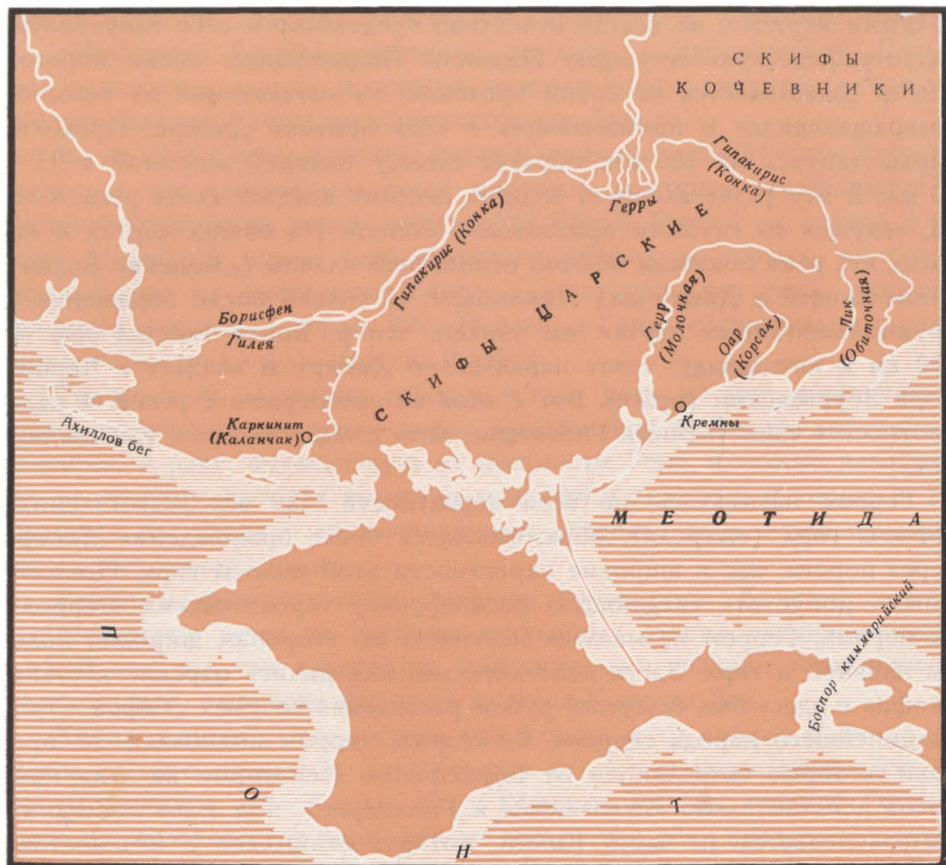 СКИФЫ
КОЧЕВНИКИ
Гипакирис
(Конка)
Герры
Гипакирис (Конка)
СКИФЫ ЦАРСКИЕ
Борисфен
Гилея
Герр
(Молочная)
Оар
(Корсак)
Лик
(Обиточная)
Каркинит
(Каланчак)
Кремны
Ахиллов бег
МЕОТИДА
Боспор киммерийский
ПОНТ